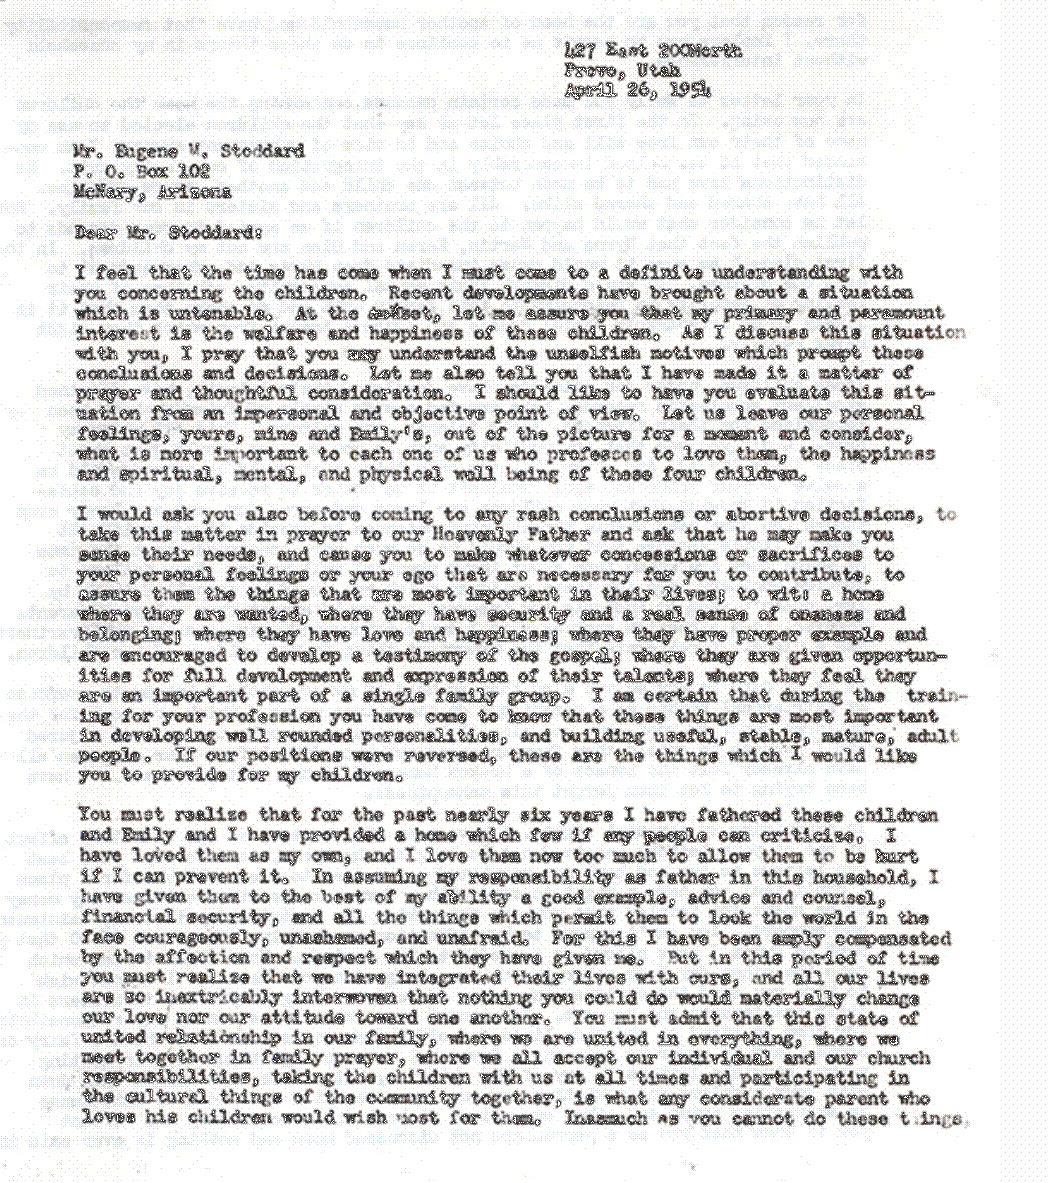 427 East 200North
Provo, Utah
April 26, 1954
Mr. Eugene W. Stoddard
P. O. Box 102
McNary, Arizona
Dear Mr. Stoddard:
I feel that the time has come when I must come to a definite understanding with
you concerning the children. Recent developments have brought about a situation
which is untenable. At the outset, let me assure you that my primary and paramount
interest is the welfare and happiness of these children. As I discuss this situation
with you, I pray that you may understand the unselfish motives which prompt these
conclusions and decisions. Let me also tell you that I have made it a matter of
prayer and thoughtful consideration. I should like to have you evaluate this sit-
uation from an impersonal and objective point of view. Let us leave our personal
feelings, yours, mine and Emily's, out of the picture for a moment and consider,
what is more important to each one of us who professes to love them, the happiness
and spiritual, mental, and physical well being of these four children.
I would ask you also before coming to any rash conclusions or abortive decisions, to
take this matter in prayer to our Heavenly Father and ask that he may make you
sense their needs, and cause you to make whatever concessions or sacrifices to
your personal feelings or your ego that are necessary for you to contribute, to
assure them the things that are most important in their lives; to wit: a home
where they are wanted, where they have security and a real sense of oneness and
belonging; where they have love and happiness; where they have proper example and
are encouraged to develop a testimony of the gospel; where they are given opportun-
ities for full development and expression of their talents; where they feel they
are an important part of a single family group. I am certain that during the train-
ing for your profession you have come to know that these things are most important
in developing well rounded personalities, and building useful, stable, mature, adult
people. If our positions were reversed, these are the things which I would like
you to provide for my children.
You must realize that for the past nearly six years I have fathered these children
and Emily and I have provided a home which few if any people can criticize. I
have loved them as my own, and I love them now too much to allow them to be hurt
if I can prevent it. In assuming my responsibility as father in this household, I
have given them to the best of my ability a good example, advice and counsel,
financial security, and all the things which permit them to look the world in the
face courageously, unashamed, and unafraid. For this I have been amply compensated
by the affection and respect which they have given me. But in this period of time
you must realize that we have integrated their lives with ours, and all our lives
are so inextricably interwoven that nothing you could do would materially change
our love nor our attitude toward one another. You must admit that this state of
united relationship in our family, where we are united in everything, where we
meet together in family prayer, where we all accept our individual and our church
responsibilities, taking the children with us at all times and participating in
the cultural things of the community together, is what any considerate parent who
loves his children would wish most for them. Inasmuch as you cannot do these things,